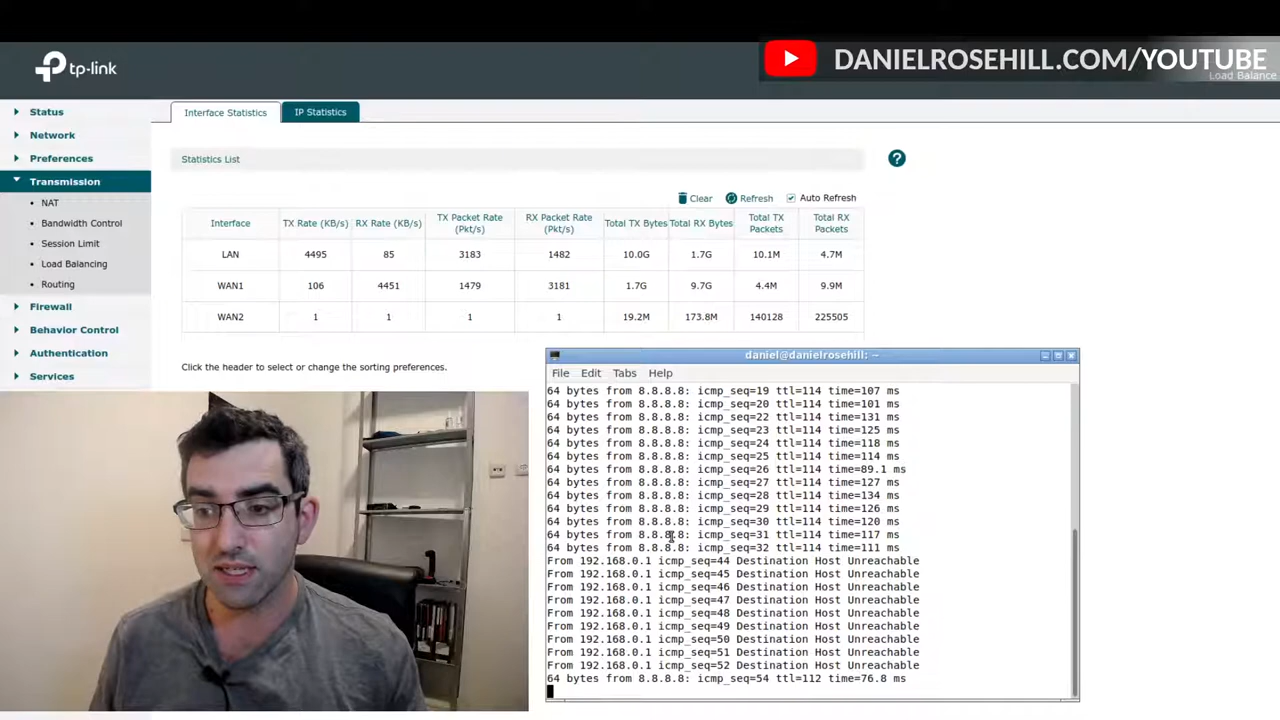 DANIELROSEHILL.COM/YOUTUBE
tp-link
Load Balance
Status
Network
Preferences
Transmission
NAT
Bandwidth Control
Session Limit
Load Balancing
Routing
Firewall
Behavior Control
Authentication
Services
Interface Statistics IP Statistics
Statistics List
?
Clear Refresh Auto Refresh
Interface TX Rate (KB/s) RX Rate (KB/s) TX Packet Rate (Pkt/s) RX Packet Rate (Pkt/s) Total TX Bytes Total RX Bytes Total TX Packets Total RX Packets
LAN 4495 85 3183 1482 10.0G 1.7G 10.1M 4.7M
WAN1 106 4451 1479 3181 1.7G 9.7G 4.4M 9.9M
WAN2 1 1 1 1 19.2M 173.8M 140128 225505
Click the header to select or change the sorting preferences.
daniel@danielrosehill: ~
File Edit Tabs Help
64 bytes from 8.8.8.8: icmp_seq=19 ttl=114 time=107 ms
64 bytes from 8.8.8.8: icmp_seq=20 ttl=114 time=101 ms
64 bytes from 8.8.8.8: icmp_seq=22 ttl=114 time=131 ms
64 bytes from 8.8.8.8: icmp_seq=23 ttl=114 time=125 ms
64 bytes from 8.8.8.8: icmp_seq=24 ttl=114 time=118 ms
64 bytes from 8.8.8.8: icmp_seq=25 ttl=114 time=114 ms
64 bytes from 8.8.8.8: icmp_seq=26 ttl=114 time=89.1 ms
64 bytes from 8.8.8.8: icmp_seq=27 ttl=114 time=127 ms
64 bytes from 8.8.8.8: icmp_seq=28 ttl=114 time=134 ms
64 bytes from 8.8.8.8: icmp_seq=29 ttl=114 time=126 ms
64 bytes from 8.8.8.8: icmp_seq=30 ttl=114 time=120 ms
64 bytes from 8.8.8.8: icmp_seq=31 ttl=114 time=117 ms
64 bytes from 8.8.8.8: icmp_seq=32 ttl=114 time=111 ms
From 192.168.0.1 icmp_seq=44 Destination Host Unreachable
From 192.168.0.1 icmp_seq=45 Destination Host Unreachable
From 192.168.0.1 icmp_seq=46 Destination Host Unreachable
From 192.168.0.1 icmp_seq=47 Destination Host Unreachable
From 192.168.0.1 icmp_seq=48 Destination Host Unreachable
From 192.168.0.1 icmp_seq=49 Destination Host Unreachable
From 192.168.0.1 icmp_seq=50 Destination Host Unreachable
From 192.168.0.1 icmp_seq=51 Destination Host Unreachable
From 192.168.0.1 icmp_seq=52 Destination Host Unreachable
64 bytes from 8.8.8.8: icmp_seq=54 ttl=112 time=76.8 ms